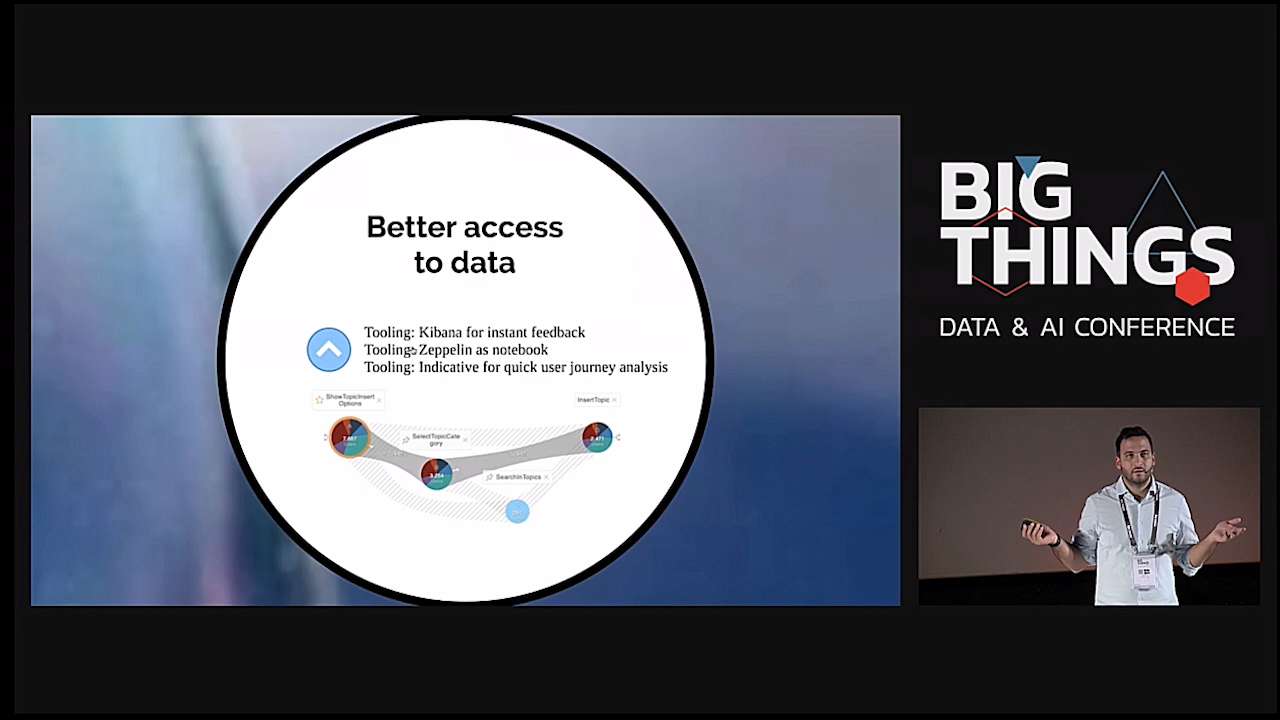 Better access
to data
Tooling: Kibana for instant feedback
Tooling: Zeppelin as notebook
Tooling: Indicative for quick user journey analysis
ShowTopicInsert
Options
InsertTopic
SelectTopicCate
gory
SearchInTopics
BIG
THINGS
DATA & AI CONFERENCE